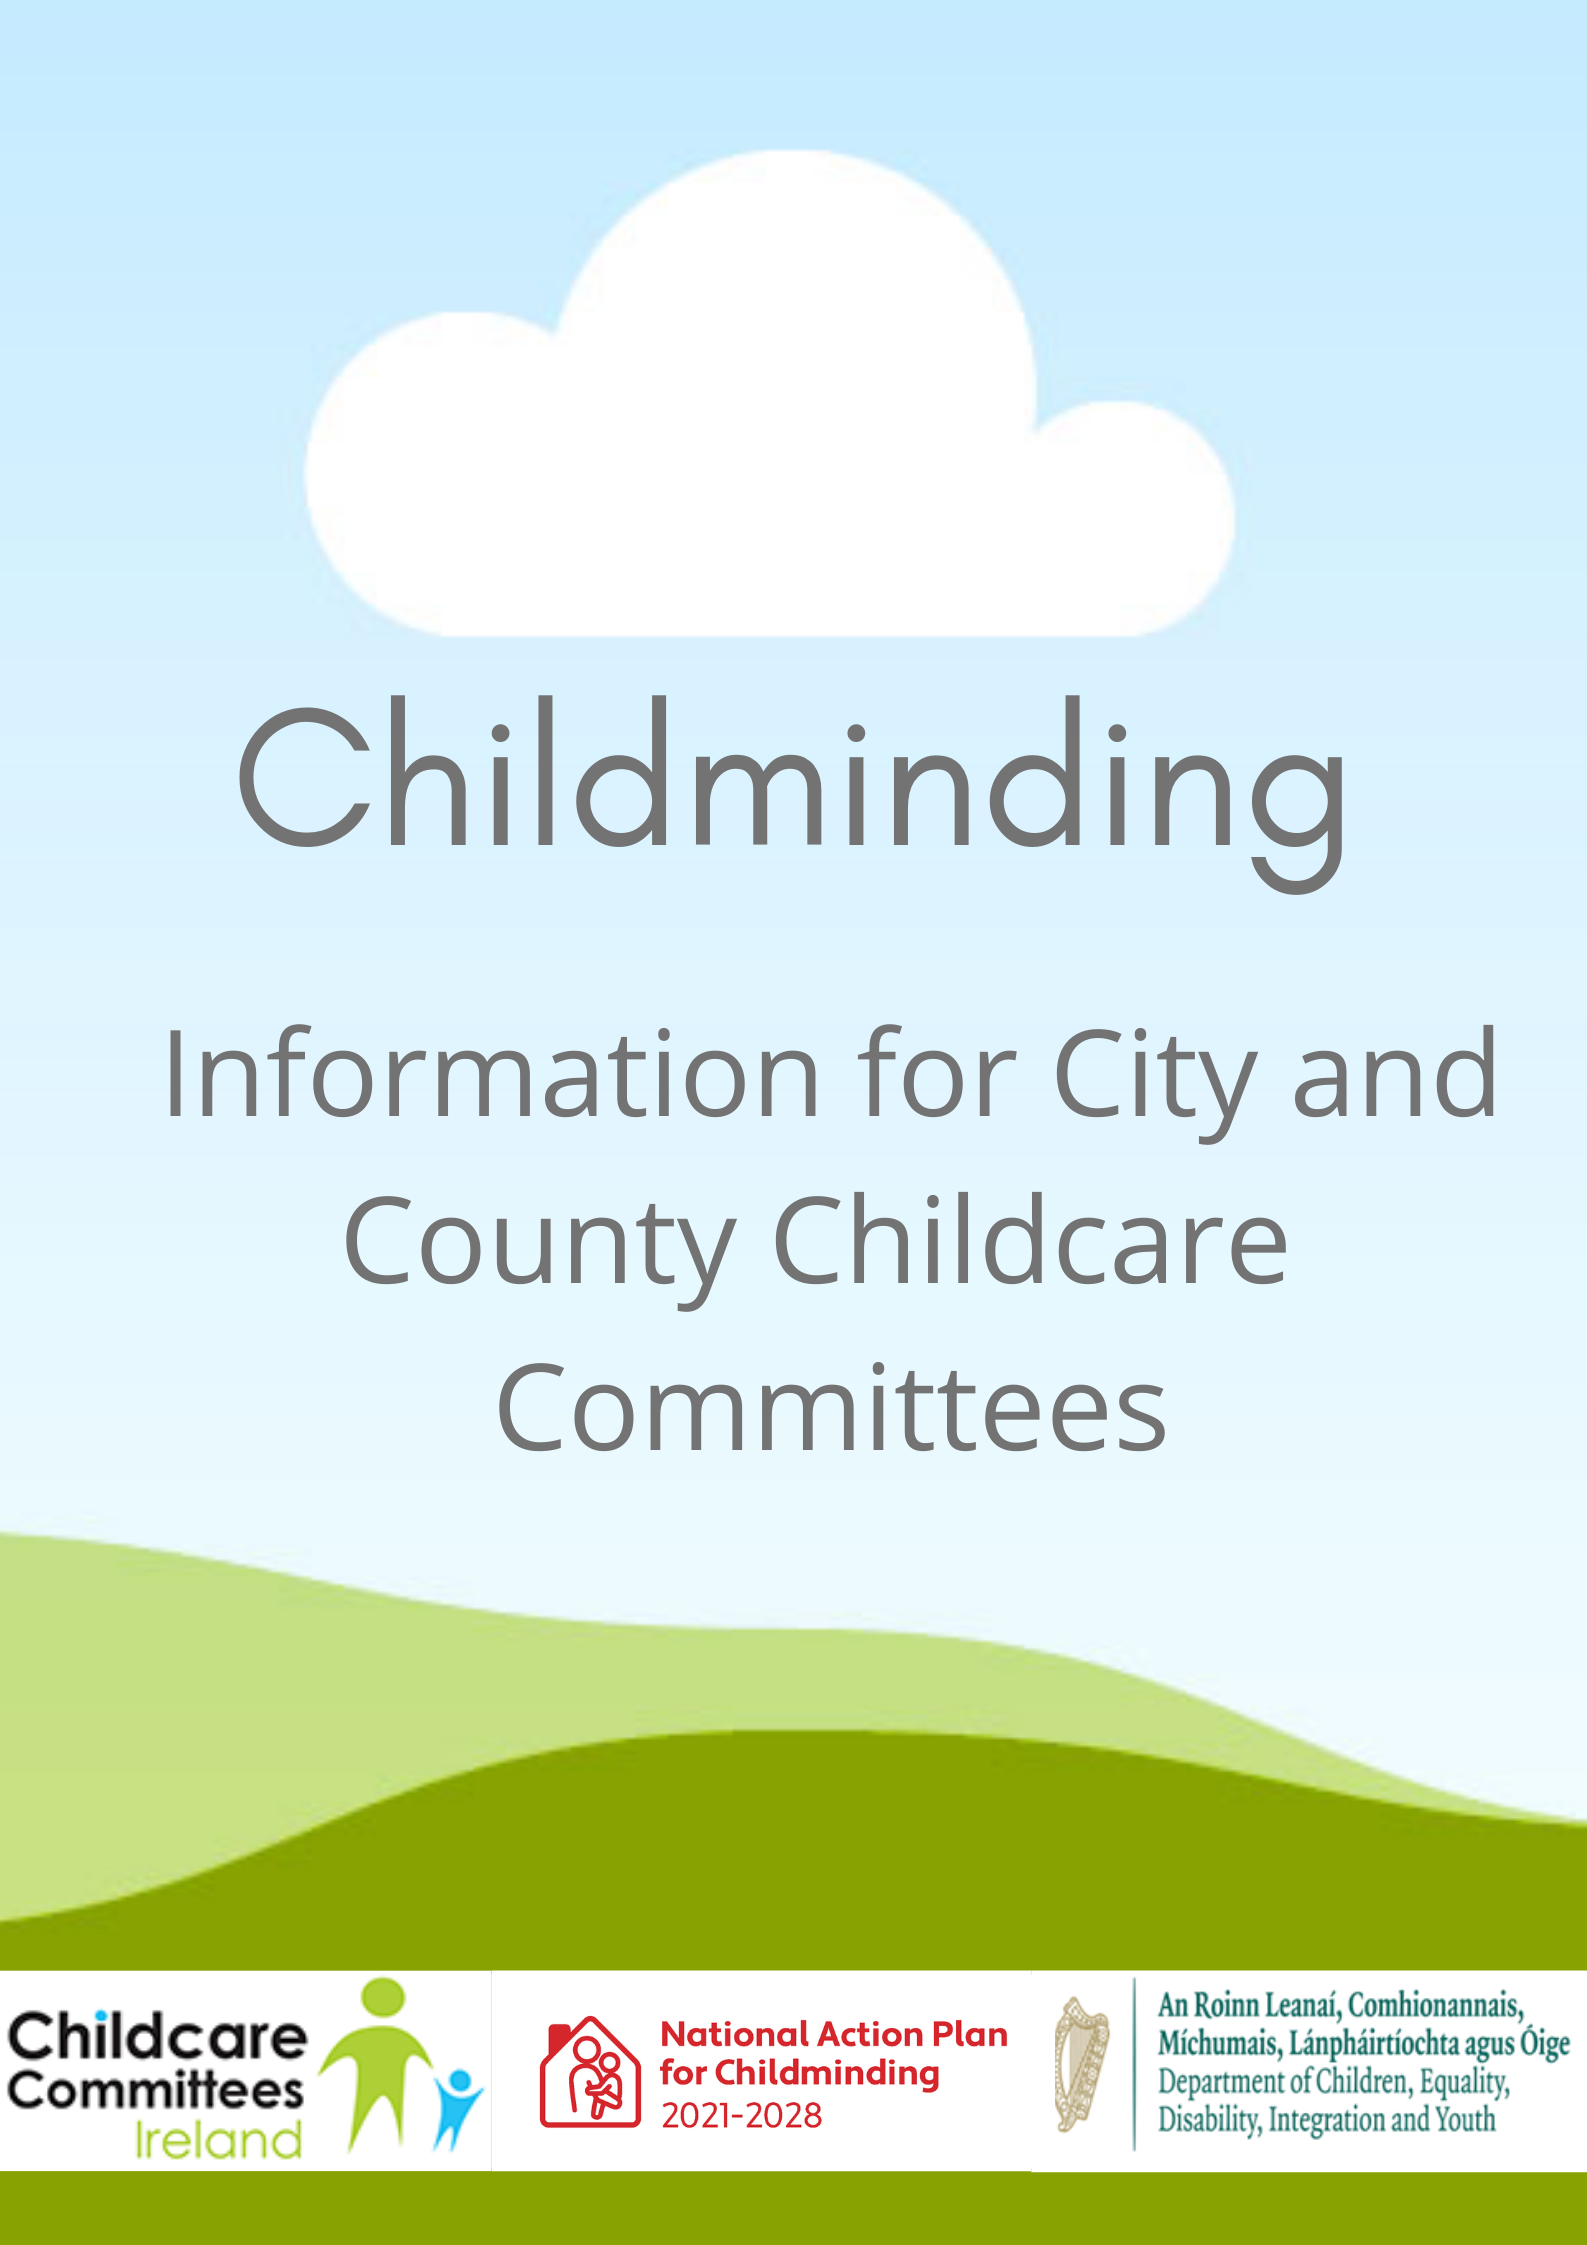 Childminding
Information for City and
County Childcare
Committees
Childcare
Committees
Ireland
National Action Plan
for Childminding
2021-2028
An Roinn Leanaí, Comhionannais,
Míchumais, Lánpháirtíochta agus Óige
Department of Children, Equality,
Disability, Integration and Youth